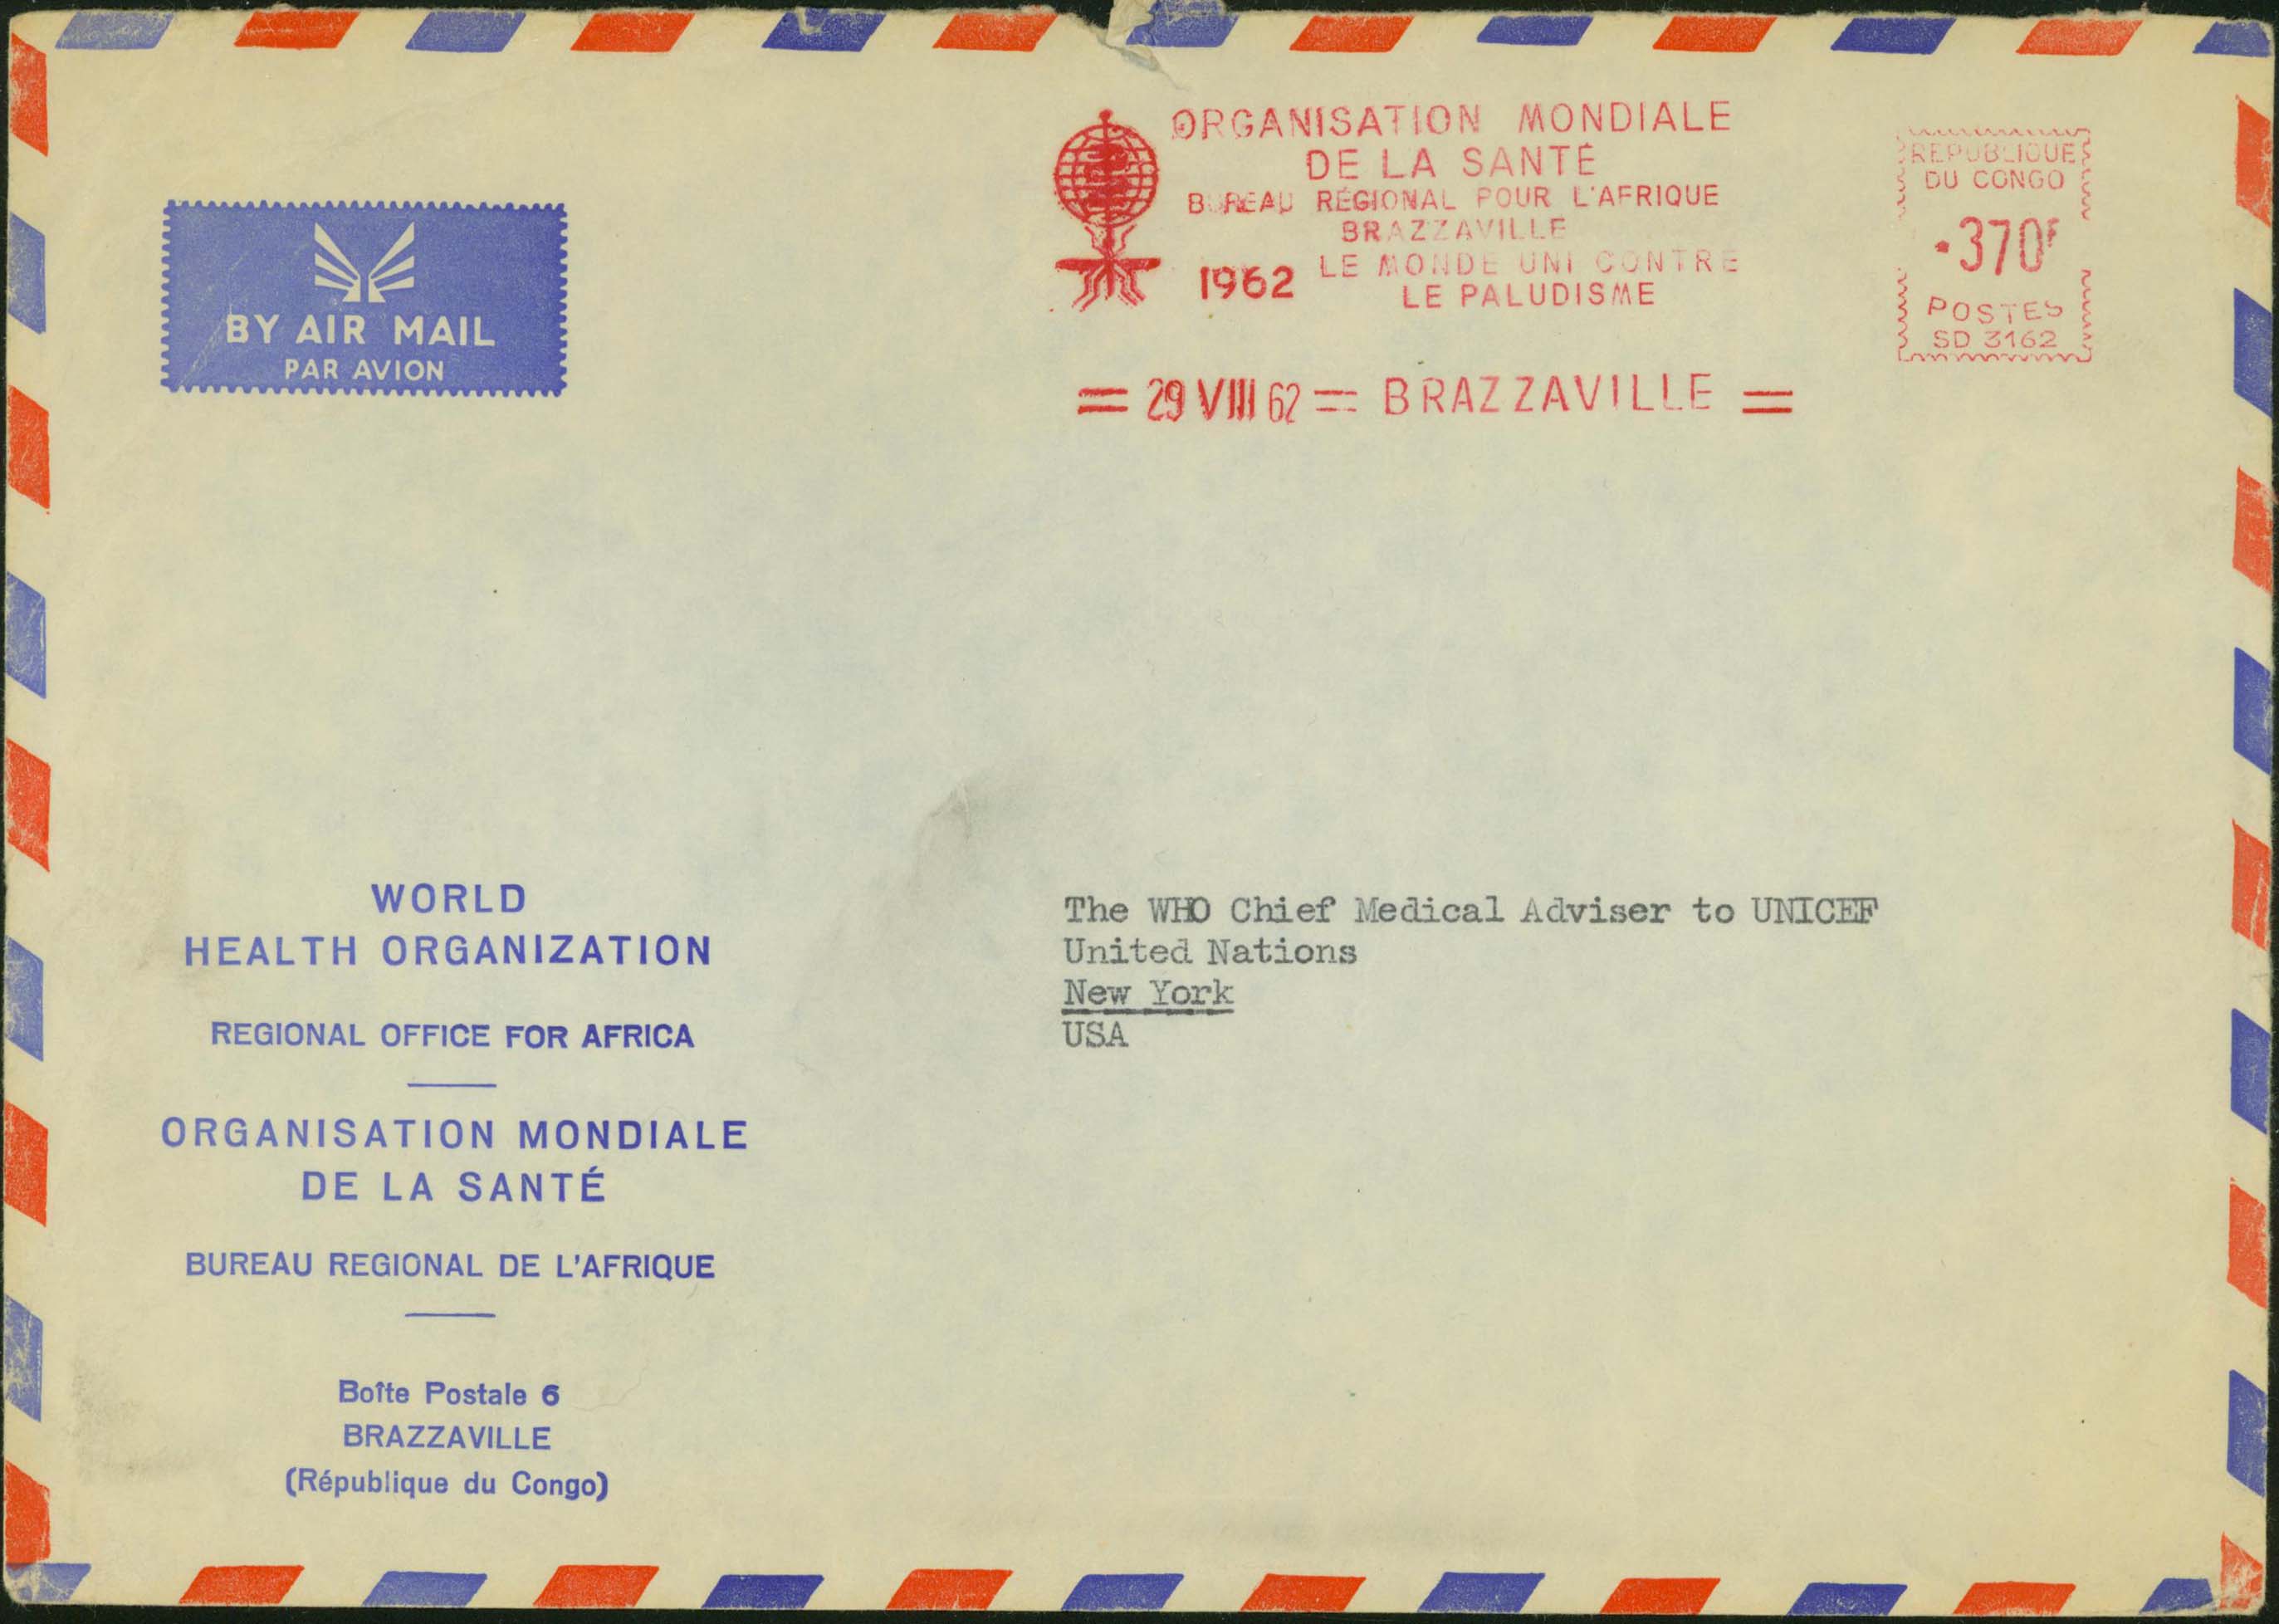 ORGANISATION MONDIALE
DE LA SANTÉ
BUREAU RÉGIONAL POUR L'AFRIQUE
BRAZZAVILLE
1962 LE MONDE UNI CONTRE
LE PALUDISME
= 29 VIII 62 = BRAZZAVILLE =
REPUBLIQUE
DU CONGO
·370F
POSTES
SD 3162
BY AIR MAIL
PAR AVION
WORLD
HEALTH ORGANIZATION
REGIONAL OFFICE FOR AFRICA
ORGANISATION MONDIALE
DE LA SANTÉ
BUREAU REGIONAL DE L'AFRIQUE
Boîte Postale 6
BRAZZAVILLE
(République du Congo)
The WHO Chief Medical Adviser to UNICEF
United Nations
New York
USA